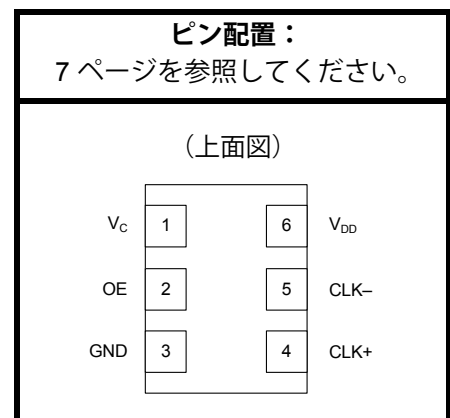 ピン配置：
7 ページを参照してください。
（上面図）
VC 1 6 VDD
OE 2 5 CLK–
GND 3 4 CLK+